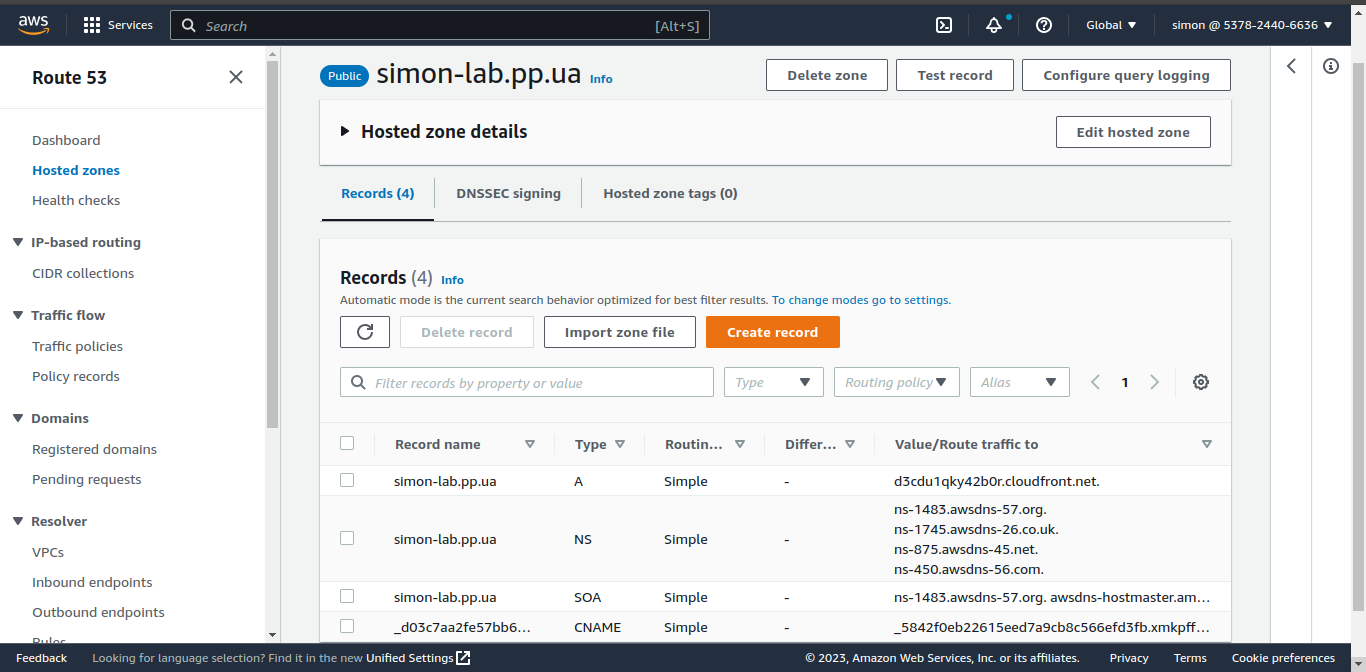 aws
Services
Search
[Alt+S]
Global
simon @ 5378-2440-6636
Route 53
Dashboard
Hosted zones
Health checks
IP-based routing
CIDR collections
Traffic flow
Traffic policies
Policy records
Domains
Registered domains
Pending requests
Resolver
VPCs
Inbound endpoints
Outbound endpoints
Rules
Public
simon-lab.pp.ua
Info
Delete zone
Test record
Configure query logging
Hosted zone details
Edit hosted zone
Records (4)
DNSSEC signing
Hosted zone tags (0)
Records (4) Info
Automatic mode is the current search behavior optimized for best filter results. To change modes go to settings.
Delete record
Import zone file
Create record
Filter records by property or value
Type
Routing policy
Alias
1
Record name Type Routin... Differ... Value/Route traffic to
simon-lab.pp.ua A Simple - d3cdu1qky42b0r.cloudfront.net.
simon-lab.pp.ua NS Simple - ns-1483.awsdns-57.org.
ns-1745.awsdns-26.co.uk.
ns-875.awsdns-45.net.
ns-450.awsdns-56.com.
simon-lab.pp.ua SOA Simple - ns-1483.awsdns-57.org. awsdns-hostmaster.am...
_d03c7aa2fe57bb6... CNAME Simple - _5842f0eb22615eed7a9cb8c566efd3fb.xmkpff...
Feedback
Looking for language selection? Find it in the new Unified Settings
© 2023, Amazon Web Services, Inc. or its affiliates.
Privacy
Terms
Cookie preferences